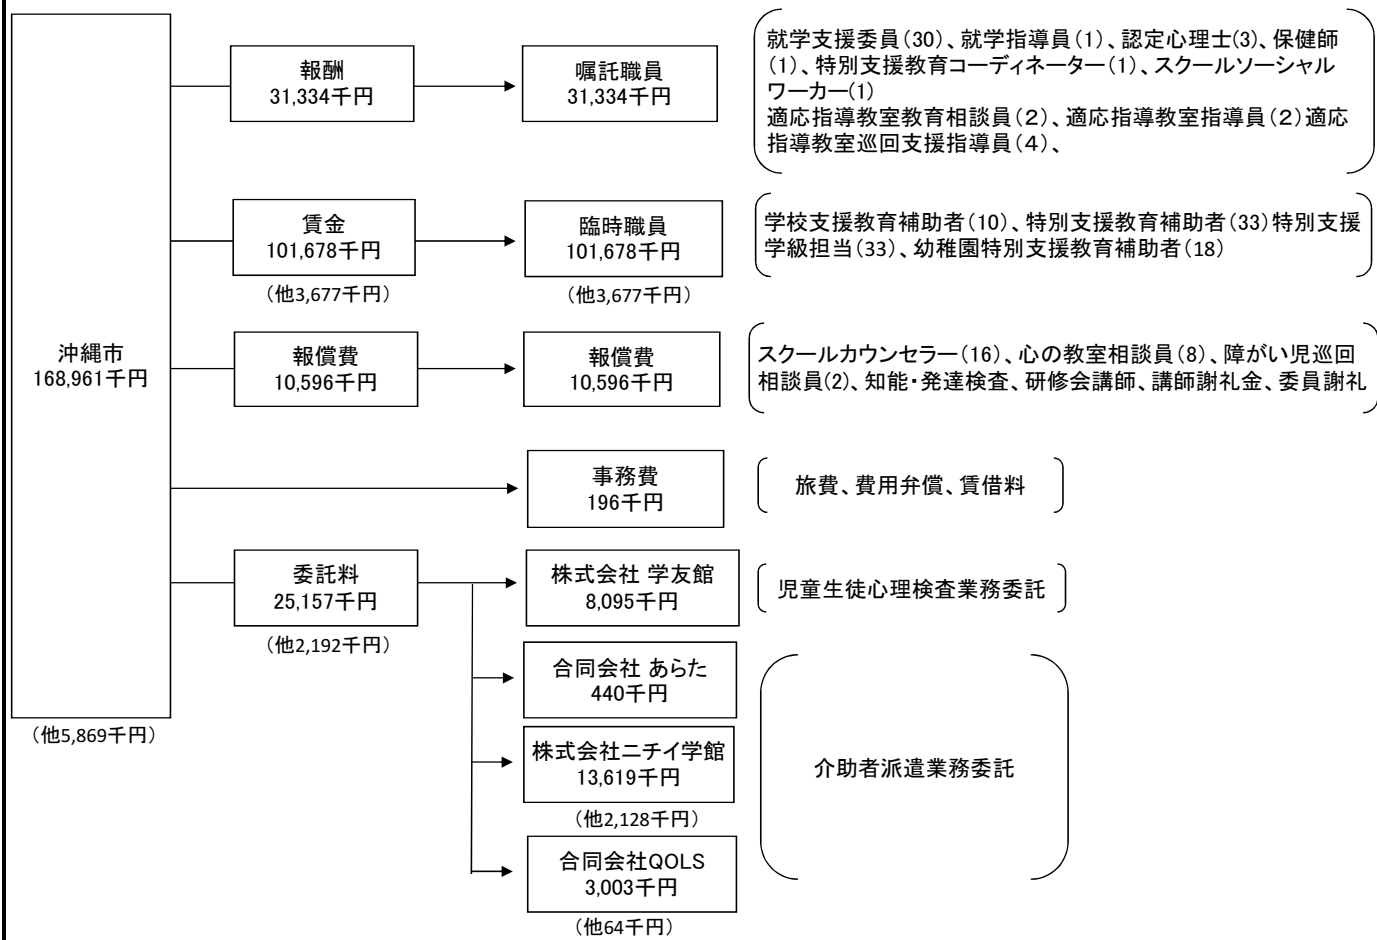 沖縄市
168,961千円
（他5,869千円）
報酬
31,334千円
嘱託職員
31,334千円
就学支援委員（30）、就学指導員（1）、認定心理士(3)、保健師
（1）、特別支援教育コーディネーター（1）、スクールソーシャル
ワーカー(1)
適応指導教室教育相談員（2）、適応指導教室指導員（2）適応
指導教室巡回支援指導員（4）、
賃金
101,678千円
（他3,677千円）
臨時職員
101,678千円
（他3,677千円）
学校支援教育補助者（10）、特別支援教育補助者（33）特別支援
学級担当（33）、幼稚園特別支援教育補助者（18）
報償費
10,596千円
報償費
10,596千円
スクールカウンセラー（16）、心の教室相談員（8）、障がい児巡回
相談員(2)、知能・発達検査、研修会講師、講師謝礼金、委員謝礼
事務費
196千円
旅費、費用弁償、賃借料
委託料
25,157千円
（他2,192千円）
株式会社 学友館
8,095千円
児童生徒心理検査業務委託
合同会社 あらた
440千円
株式会社ニチイ学館
13,619千円
（他2,128千円）
合同会社QOLS
3,003千円
（他64千円）
介助者派遣業務委託